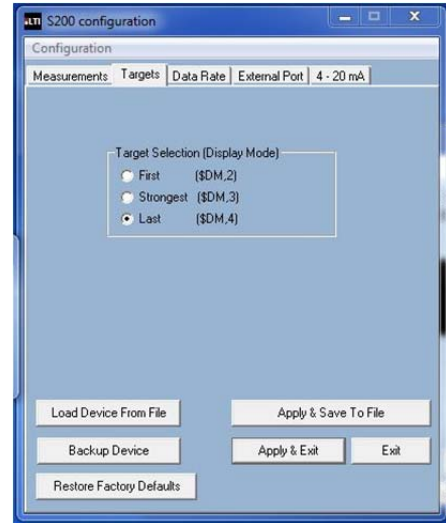 LTI S200 configuration
Configuration
Measurements Targets Data Rate External Port 4 - 20 mA
Target Selection (Display Mode)
First ($DM,2)
Strongest ($DM,3)
Last ($DM,4)
Load Device From File Apply & Save To File
Backup Device Apply & Exit Exit
Restore Factory Defaults